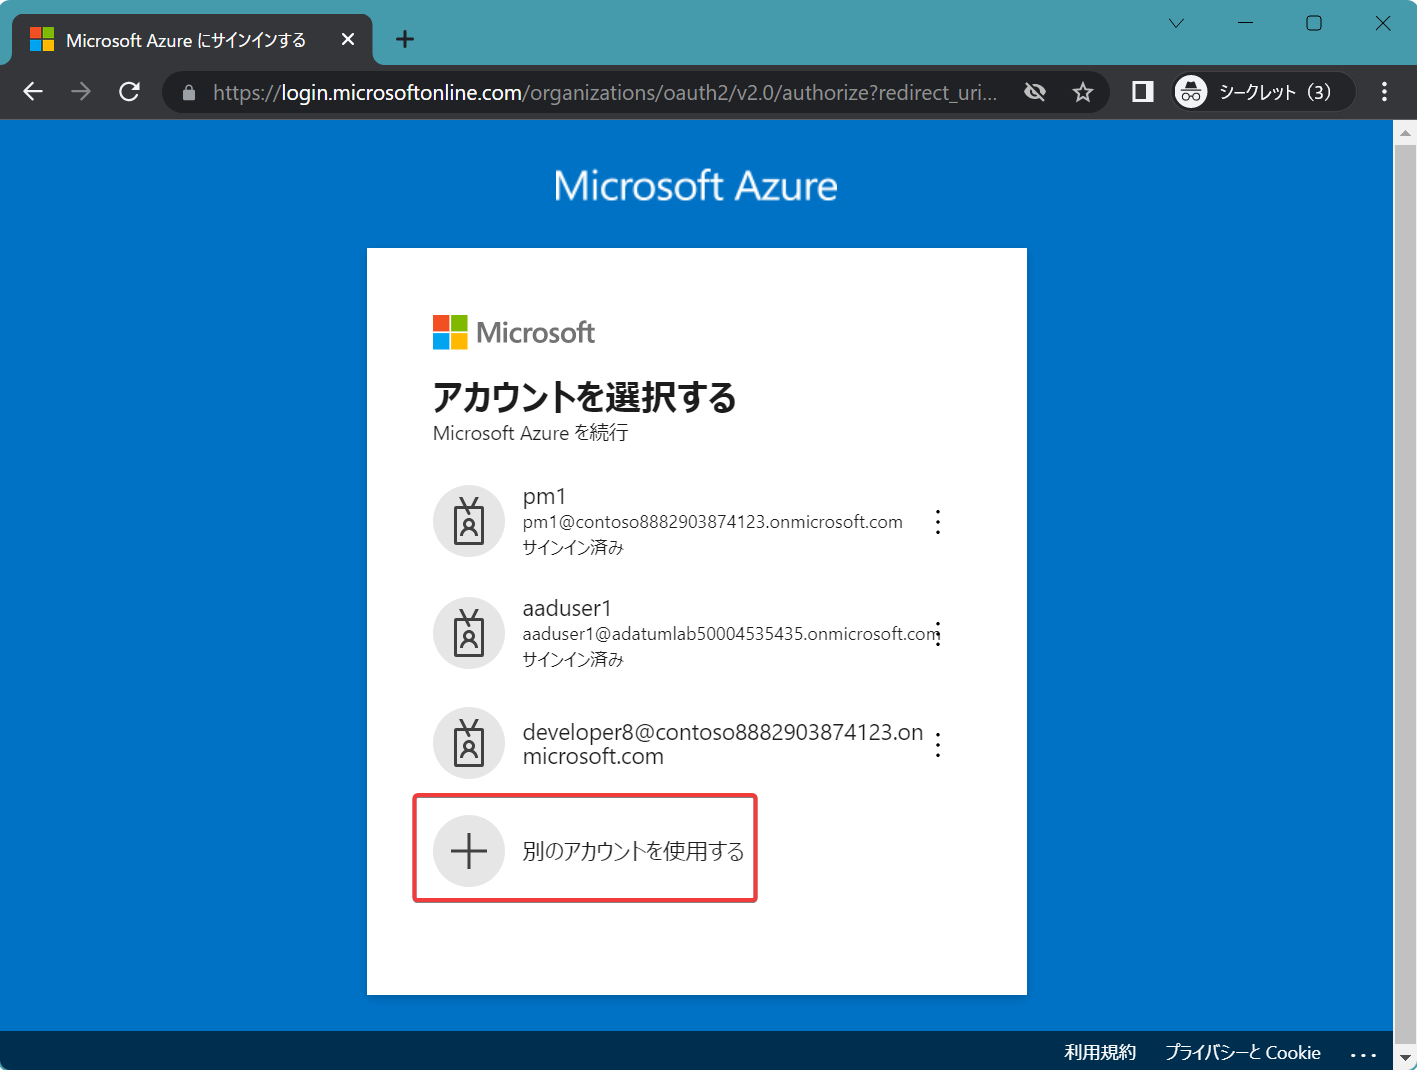 Microsoft Azure にサインインする
https://login.microsoftonline.com/organizations/oauth2/v2.0/authorize?redirect_uri...
シークレット (3)
Microsoft Azure
Microsoft
アカウントを選択する
Microsoft Azure を続行
pm1
pm1@contoso8882903874123.onmicrosoft.com
サインイン済み
aaduser1
aaduser1@adatumlab50004535435.onmicrosoft.com
サインイン済み
developer8@contoso8882903874123.on
microsoft.com
別のアカウントを使用する
利用規約 プライバシーと Cookie ...